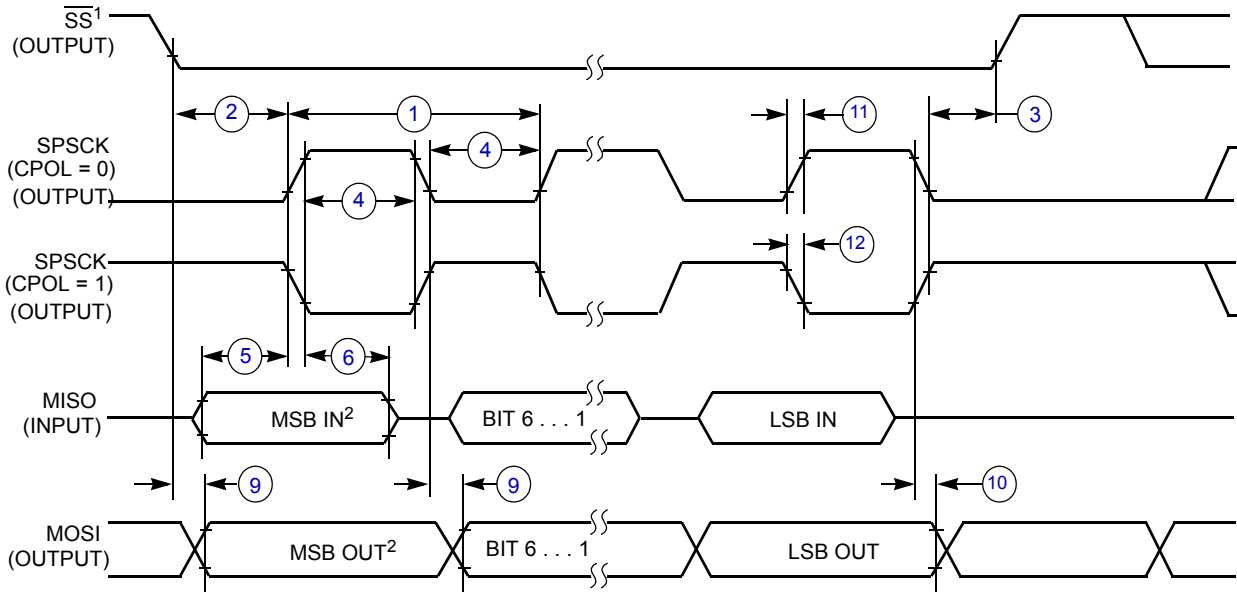 SS1
(OUTPUT)
2
1
11
3
SPSCK
(CPOL = 0)
(OUTPUT)
4
4
SPSCK
(CPOL = 1)
(OUTPUT)
12
5
6
MISO
(INPUT)
MSB IN2
BIT 6 . . . 1
LSB IN
9
9
10
MOSI
(OUTPUT)
MSB OUT2
BIT 6 . . . 1
LSB OUT